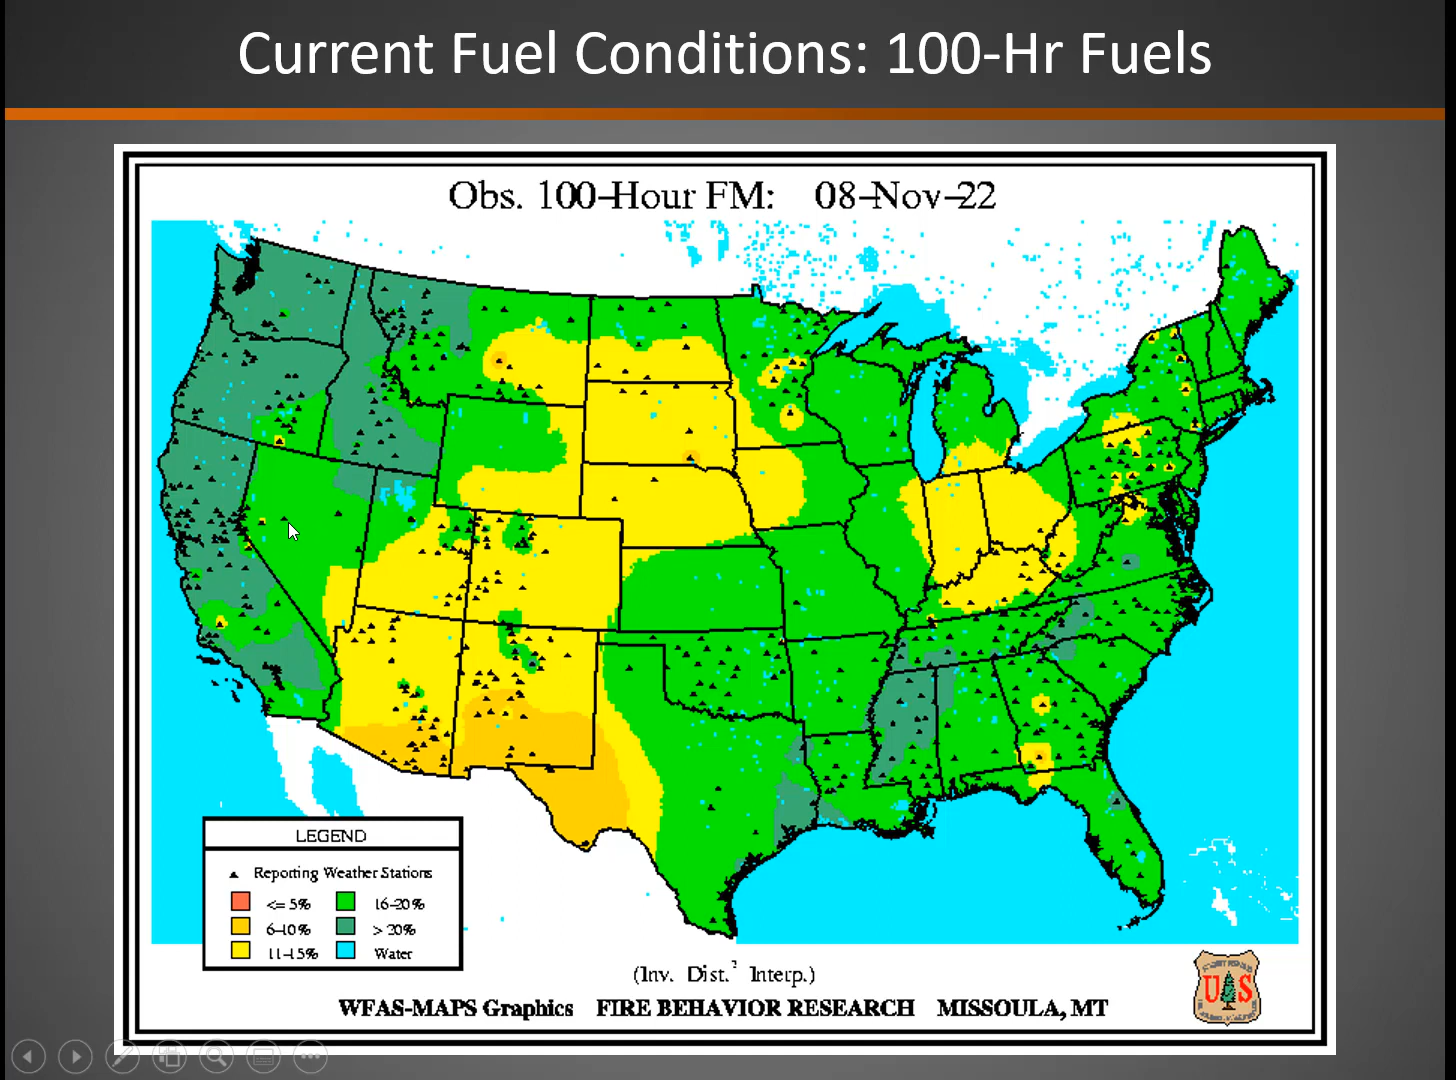 Current Fuel Conditions: 100-Hr Fuels
Obs. 100-Hour FM: 08-Nov-22
LEGEND
Reporting Weather Stations
<= 5%
16-20%
6-10%
> 20%
11-15%
Water
(Inv. Dist.² Interp.)
WFAS-MAPS Graphics FIRE BEHAVIOR RESEARCH MISSOULA, MT
U S